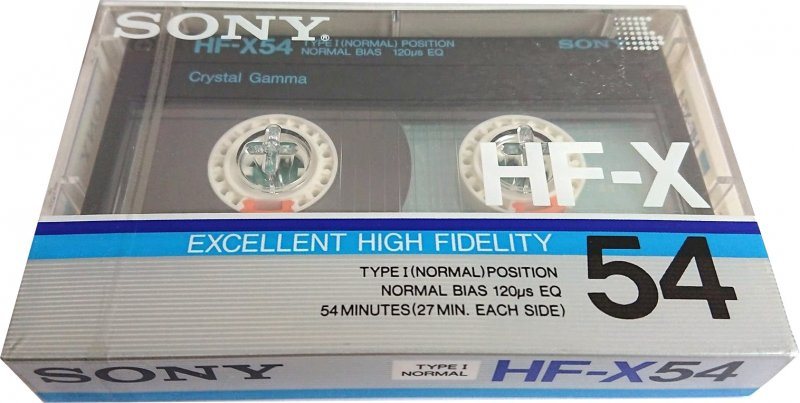 SONY®
HF-X54 TYPE I (NORMAL) POSITION
NORMAL BIAS 120μs EQ
SONY
Crystal Gamma
HF-X
EXCELLENT HIGH FIDELITY
54
TYPE I (NORMAL) POSITION
NORMAL BIAS 120μs EQ
54 MINUTES (27 MIN. EACH SIDE)
SONY
TYPE I
NORMAL
HF-X54